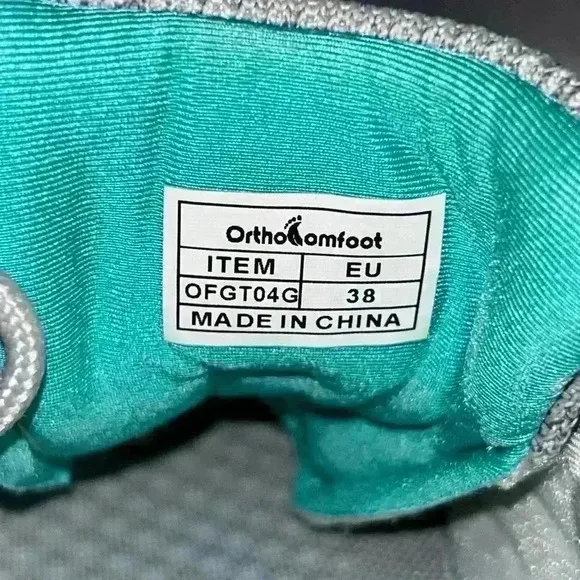 OrthoComfoot
ITEM EU
OFGT04G 38
MADE IN CHINA